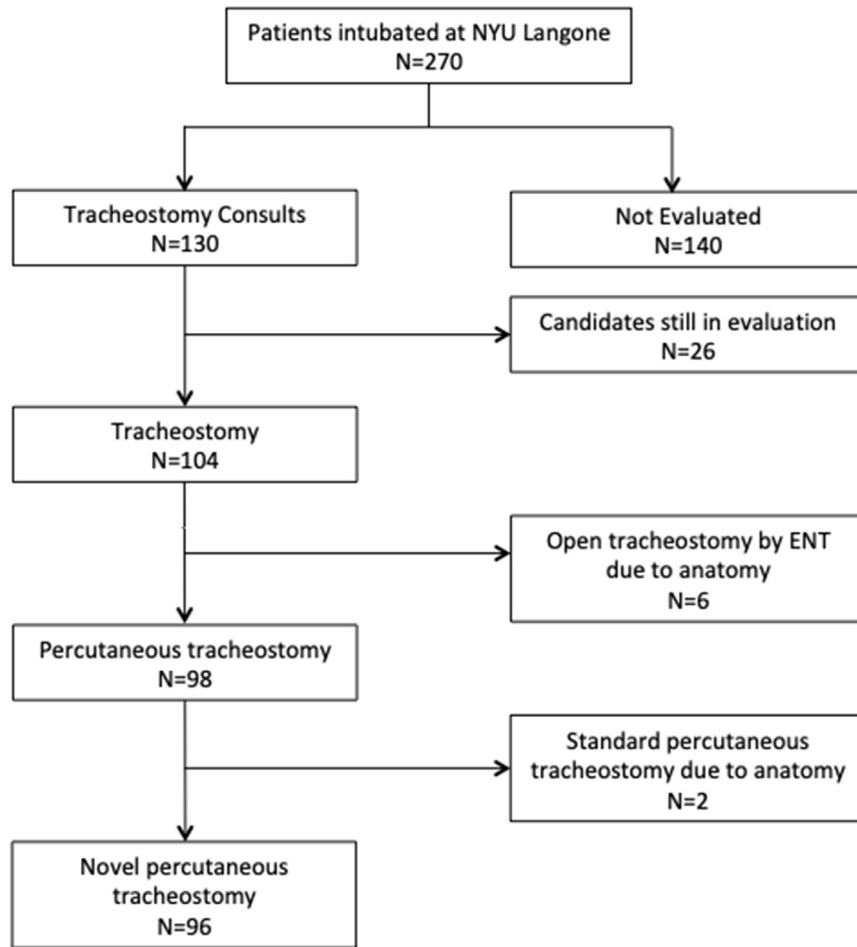 Patients intubated at NYU Langone
N=270
Tracheostomy Consults
N=130
Not Evaluated
N=140
Candidates still in evaluation
N=26
Tracheostomy
N=104
Open tracheostomy by ENT
due to anatomy
N=6
Percutaneous tracheostomy
N=98
Standard percutaneous
tracheostomy due to anatomy
N=2
Novel percutaneous
tracheostomy
N=96